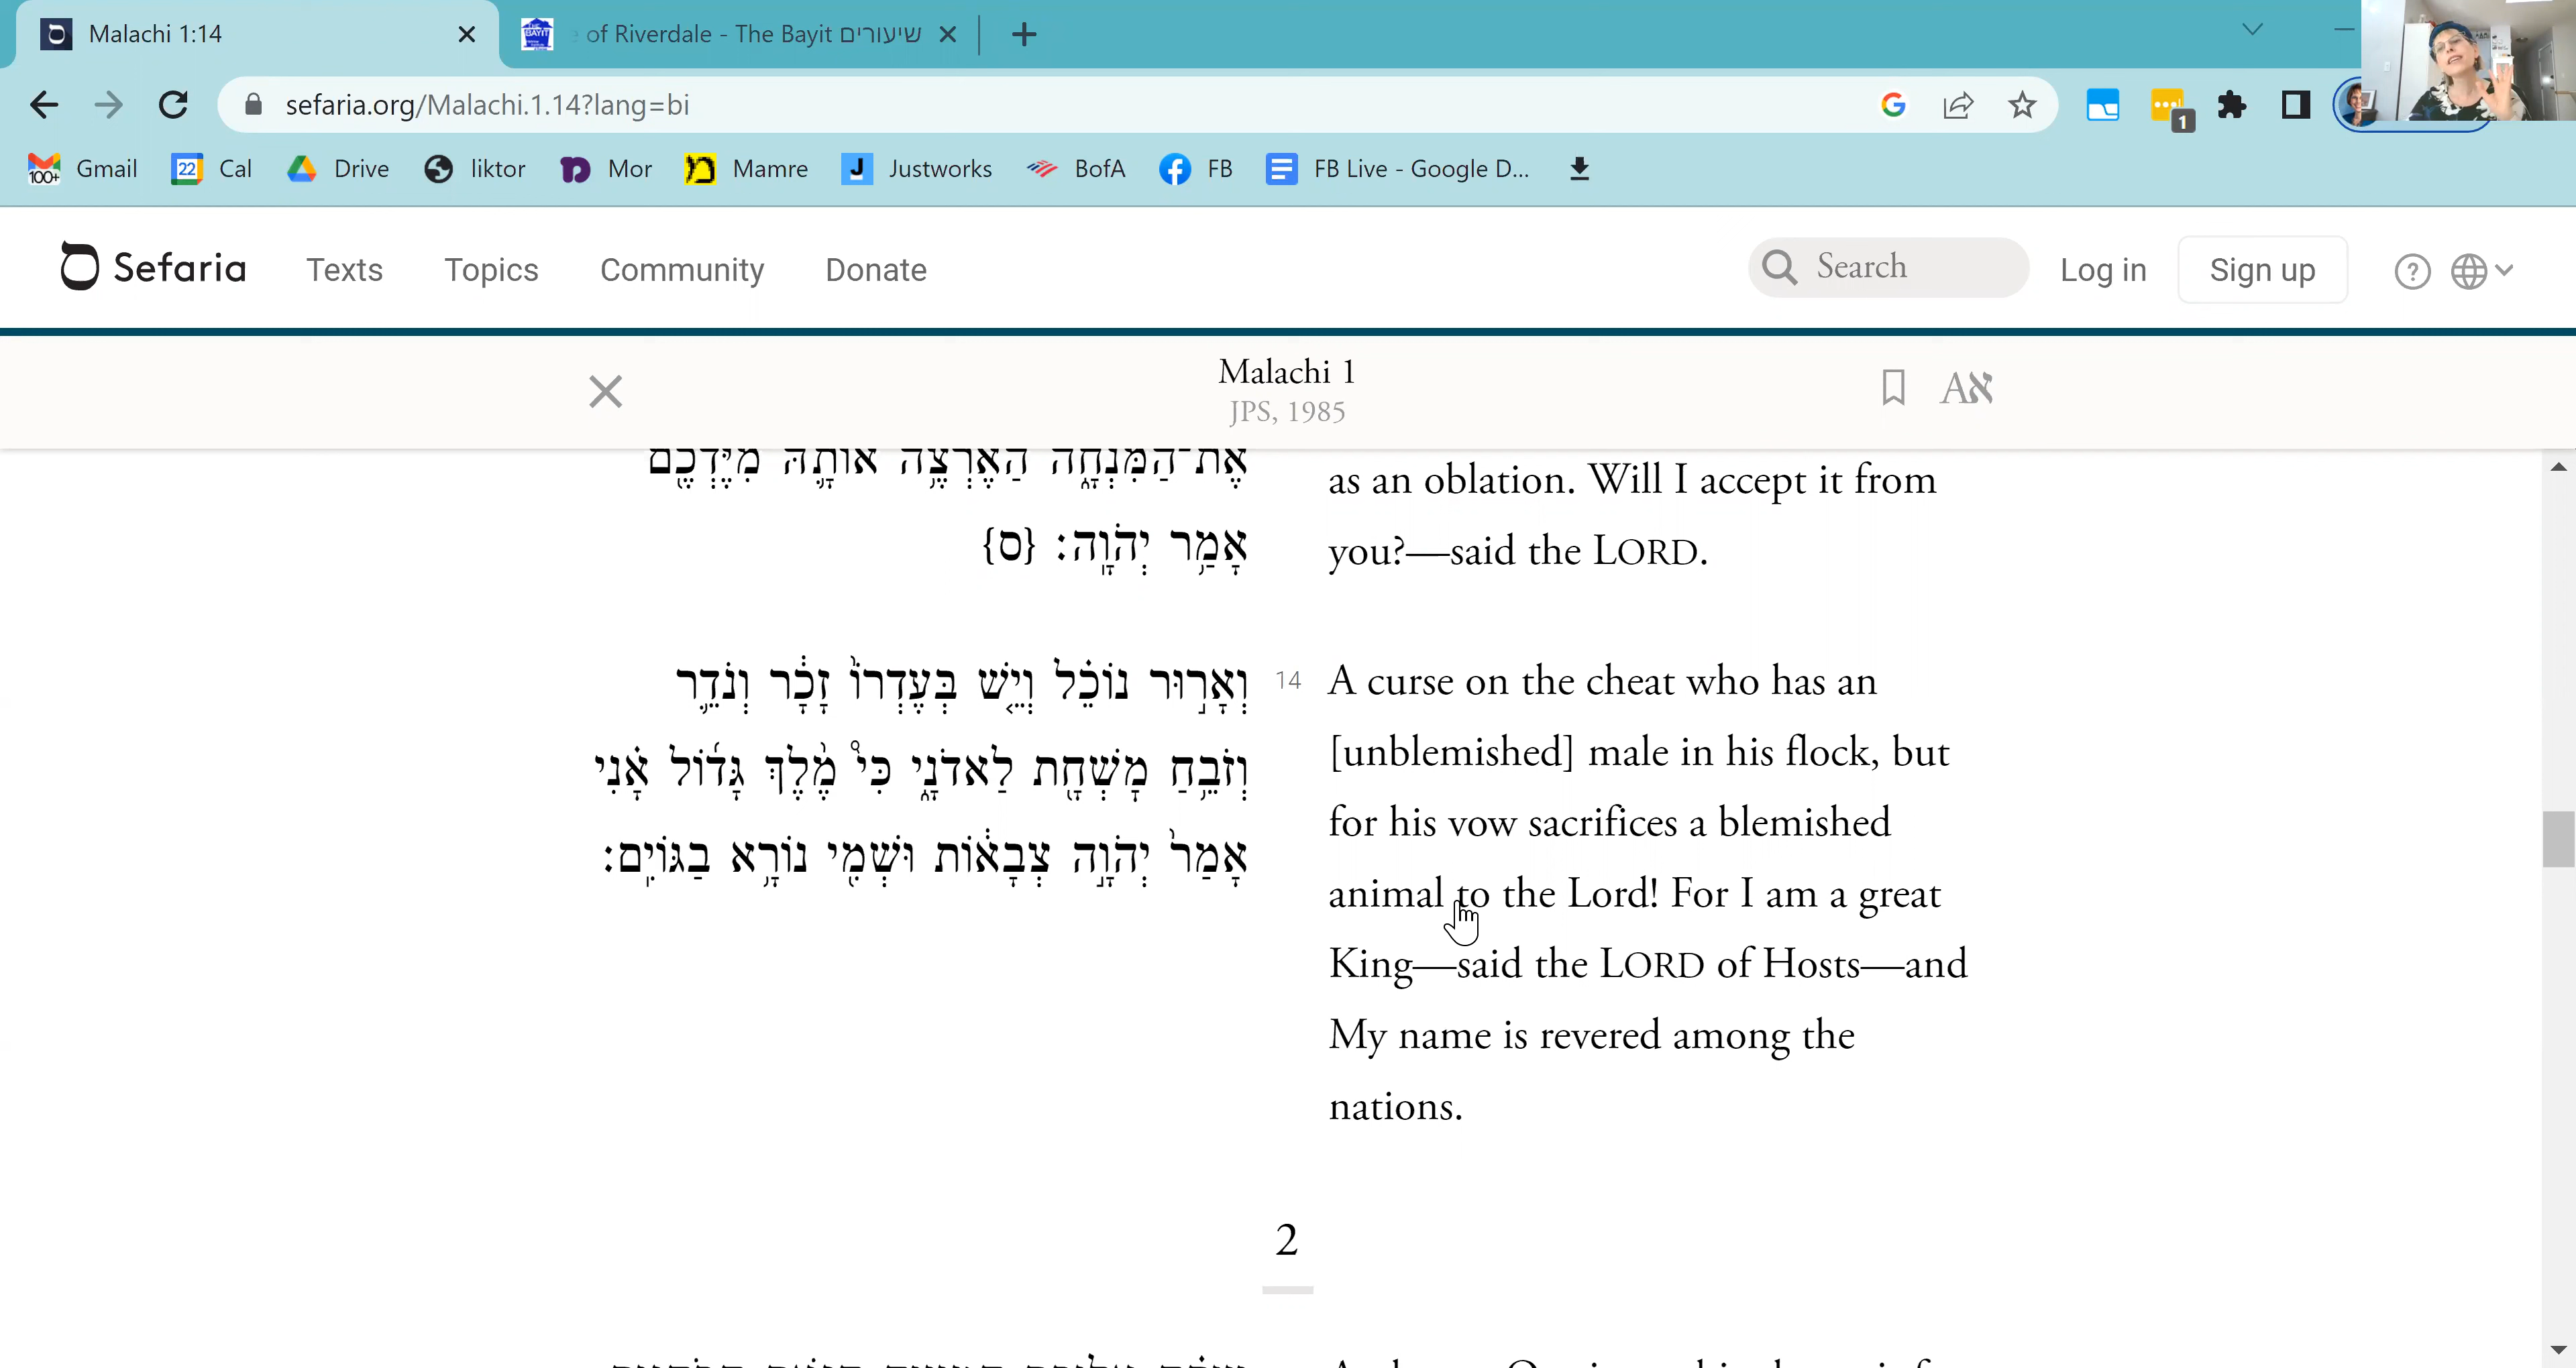 Malachi 1:14
of Riverdale - The Bayit שיעורים
sefaria.org/Malachi.1.14?lang=bi
1
100+ Gmail 22 Cal Drive liktor Mor Mamre J Justworks BofA FB FB Live - Google D...
Sefaria Texts Topics Community Donate Search Log in Sign up
Malachi 1
JPS, 1985
אֶת־הַמִּנְחָ֑ה הַאֶרְצֶ֥ה אוֹתָ֛הּ מִיֶּדְכֶ֖ם
אָמַ֥ר יְהֹוָֽה׃ {ס}
as an oblation. Will I accept it from
you?—said the LORD.
וְאָר֣וּר נוֹכֵ֗ל וְיֵ֤שׁ בְּעֶדְרוֹ֙ זָכָ֔ר וְנֹדֵ֛ר
וְזֹבֵ֥חַ מׇשְׁחָ֖ת לַאדֹנָ֑י כִּי֩ מֶ֨לֶךְ גָּד֜וֹל אָ֗נִי
אָמַר֙ יְהֹוָ֣ה צְבָא֔וֹת וּשְׁמִ֖י נוֹרָ֥א בַגּוֹיִֽם׃
14 A curse on the cheat who has an
[unblemished] male in his flock, but
for his vow sacrifices a blemished
animal to the Lord! For I am a great
King—said the LORD of Hosts—and
My name is revered among the
nations.
2